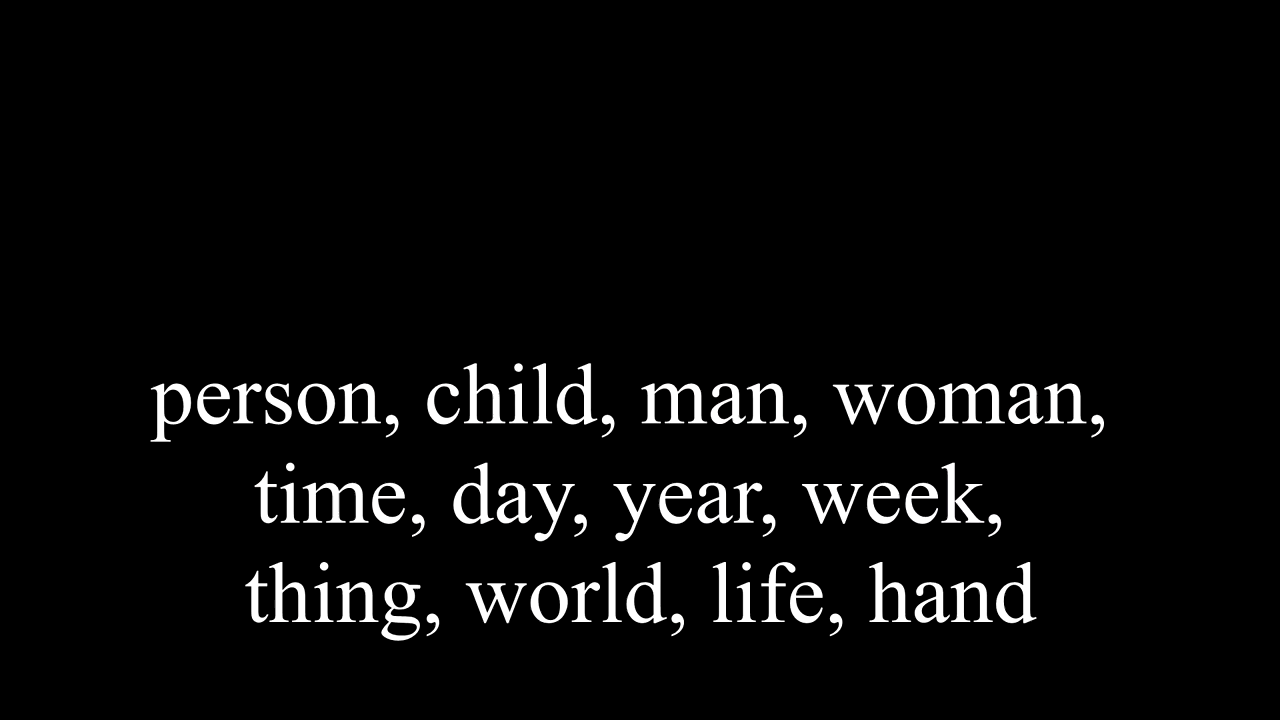 person, child, man, woman,
time, day, year, week,
thing, world, life, hand